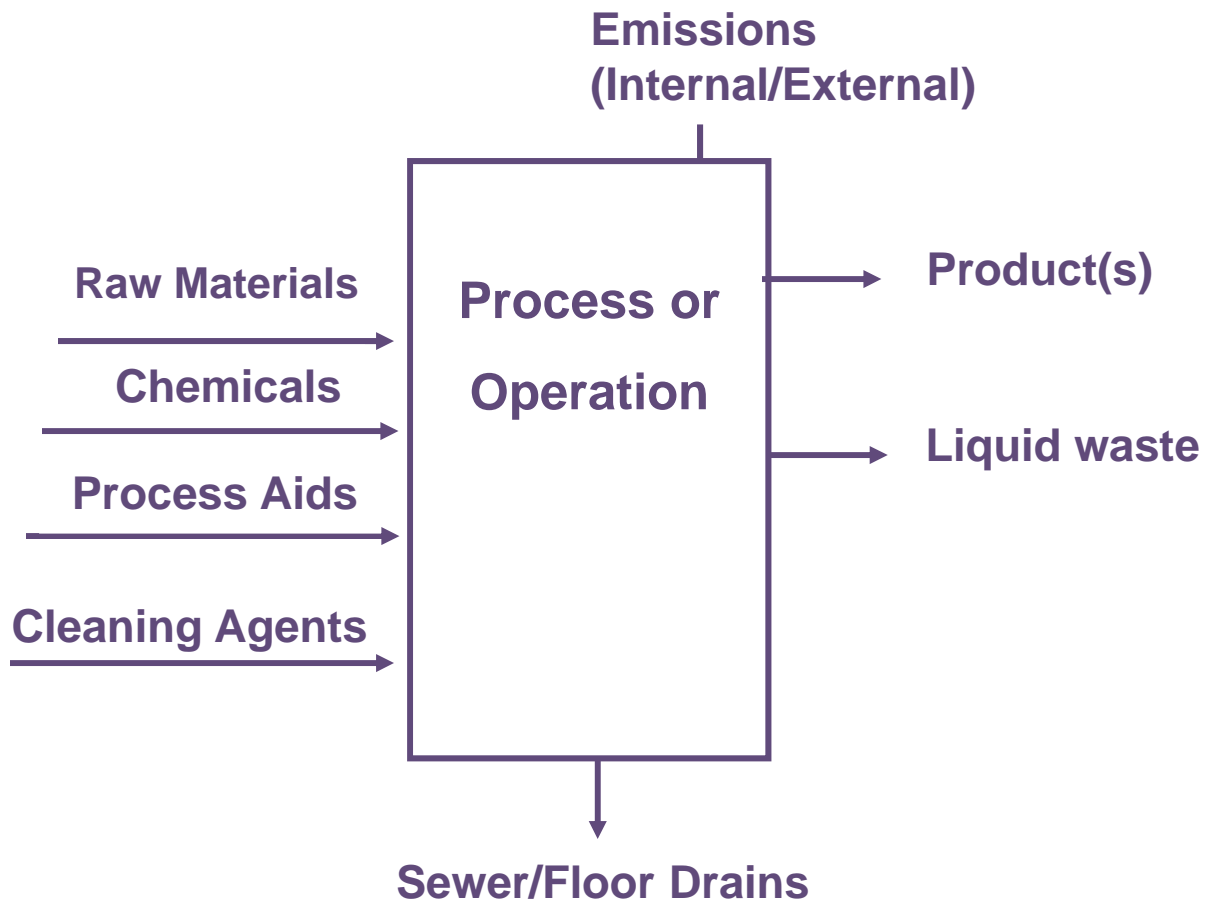 Emissions
(Internal/External)
Raw Materials
Chemicals
Process Aids
Cleaning Agents
Process or
Operation
Product(s)
Liquid waste
Sewer/Floor Drains